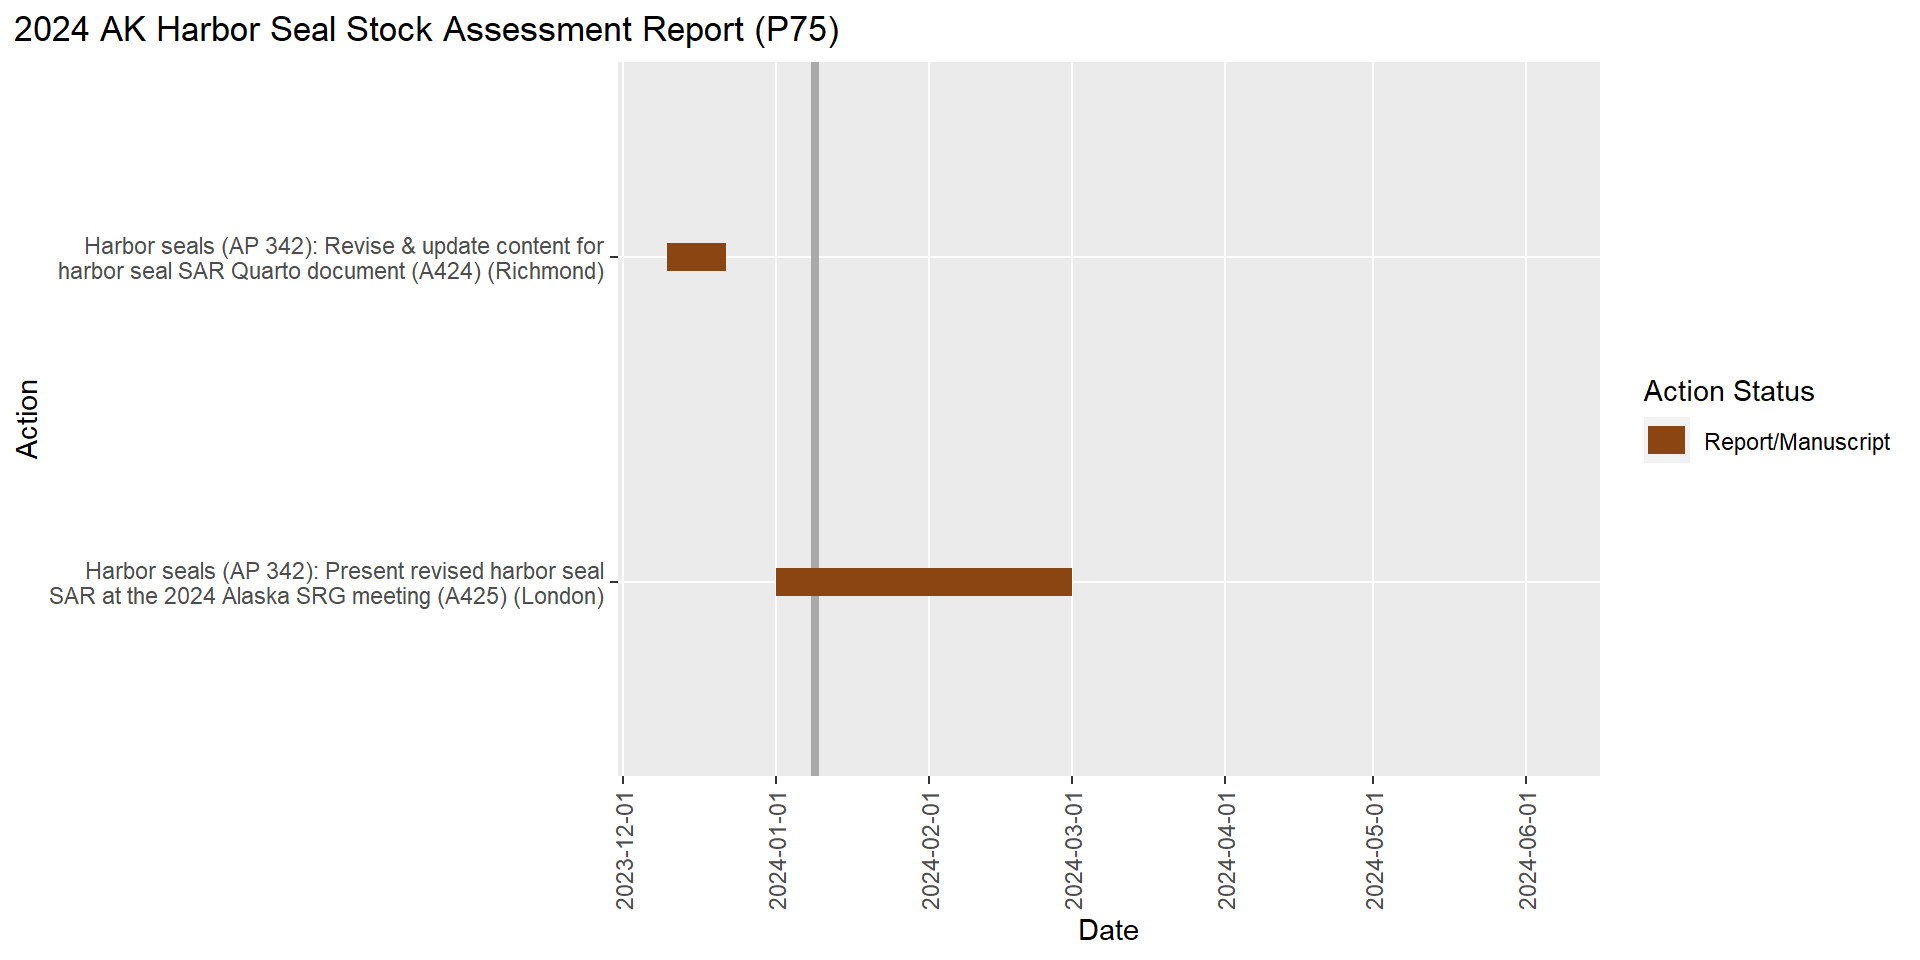 2024 AK Harbor Seal Stock Assessment Report (P75)
Harbor seals (AP 342): Revise & update content for
harbor seal SAR Quarto document (A424) (Richmond)
Harbor seals (AP 342): Present revised harbor seal
SAR at the 2024 Alaska SRG meeting (A425) (London)
Action
2023-12-01
2024-01-01
2024-02-01
2024-03-01
2024-04-01
2024-05-01
2024-06-01
Date
Action Status
Report/Manuscript